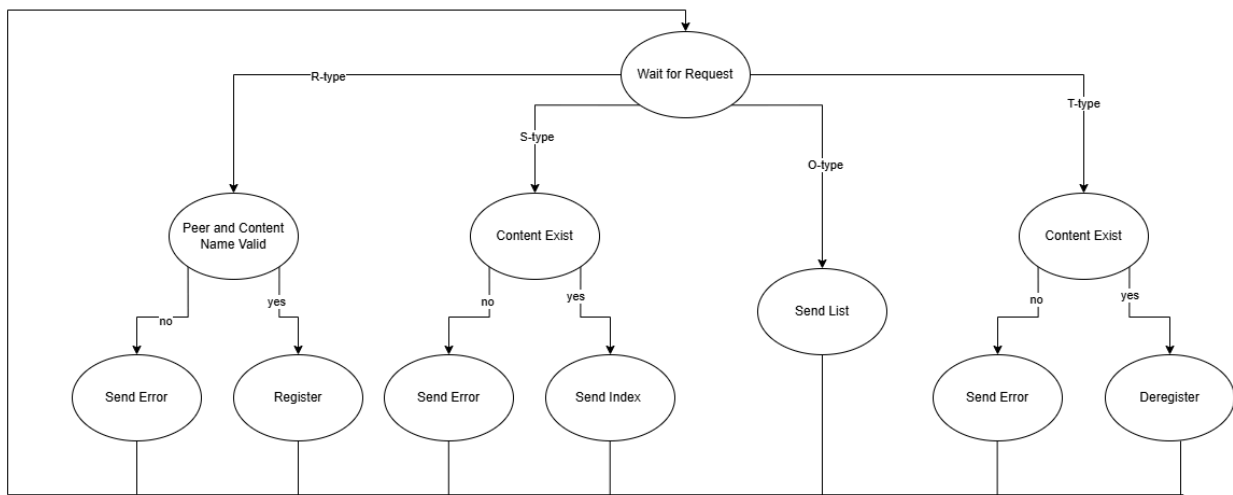 Wait for Request
R-type
T-type
S-type
O-type
Peer and Content
Name Valid
Content Exist
Content Exist
no
yes
no
yes
Send List
no
yes
Send Error
Register
Send Error
Send Index
Send Error
Deregister